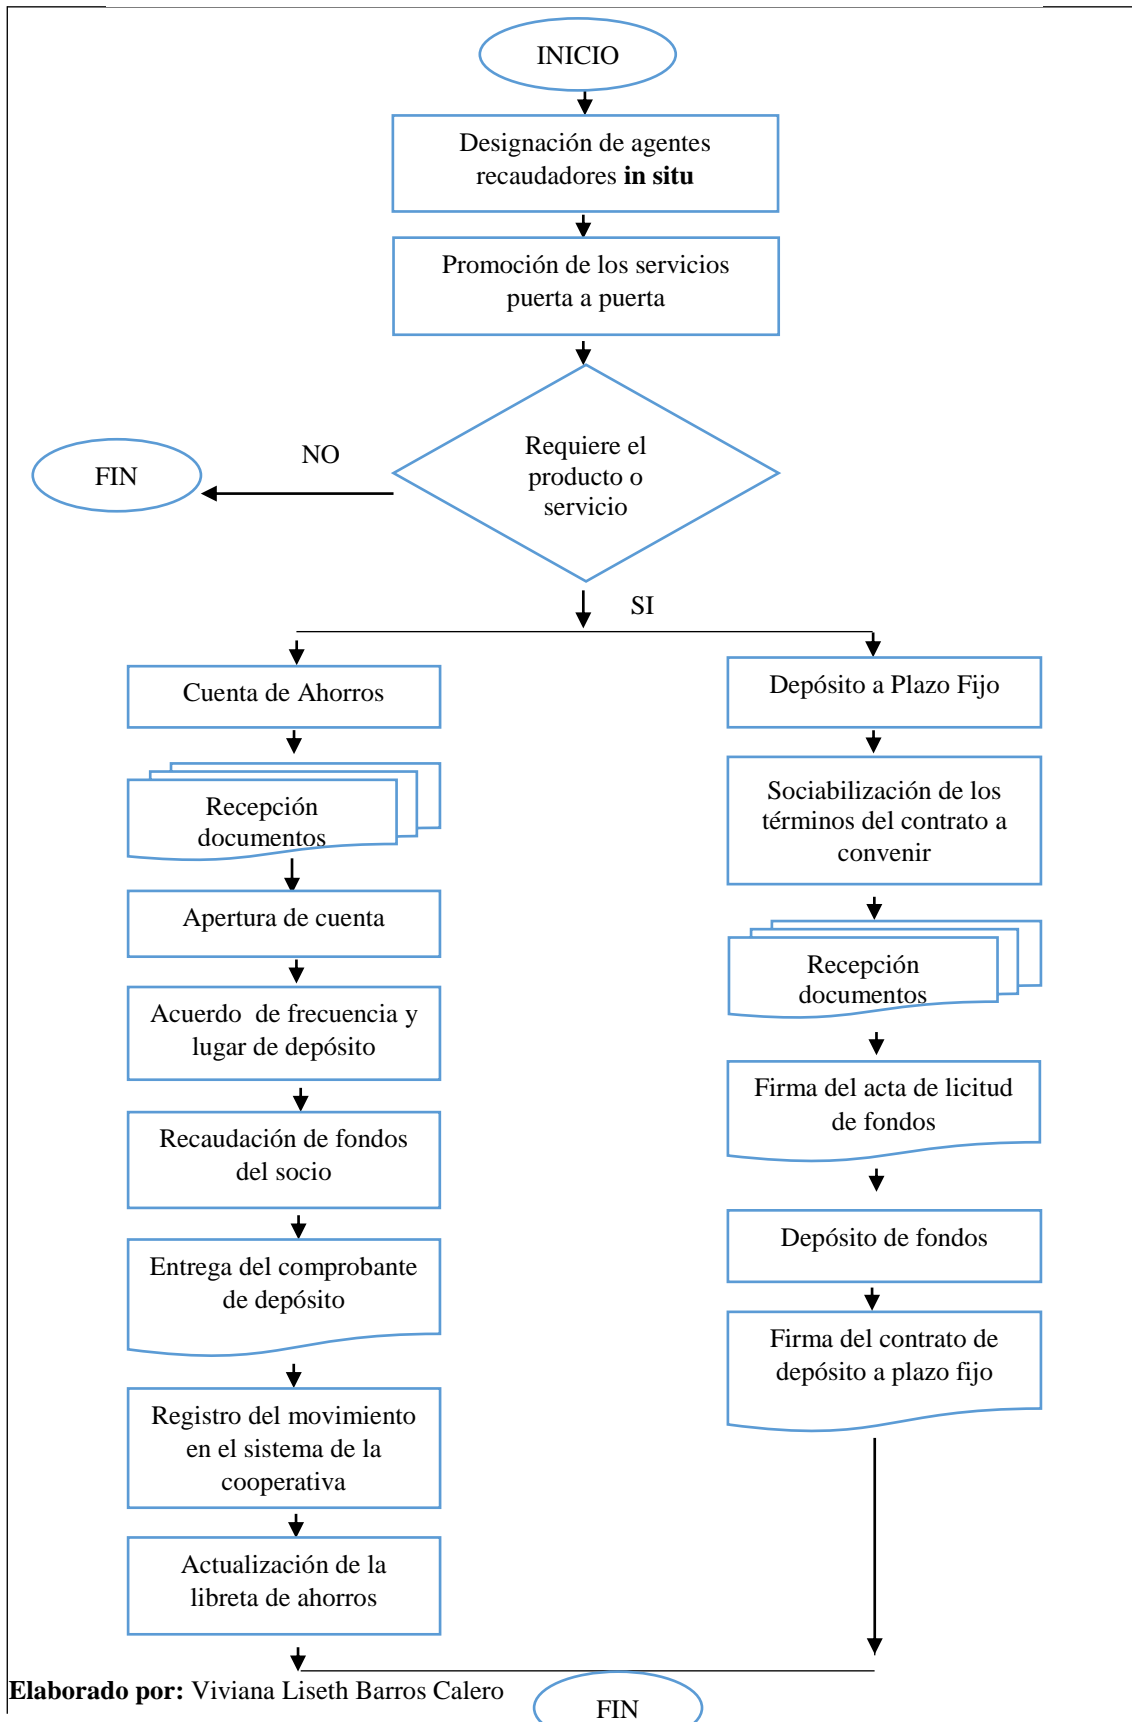 INICIO
Designación de agentes
recaudadores in situ
Promoción de los servicios
puerta a puerta
Requiere el
producto o
servicio
NO
FIN
SI
Cuenta de Ahorros
Recepción
documentos
Apertura de cuenta
Acuerdo  de frecuencia y
lugar de depósito
Recaudación de fondos
del socio
Entrega del comprobante
de depósito
Registro del movimiento
en el sistema de la
cooperativa
Actualización de la
libreta de ahorros
Depósito a Plazo Fijo
Sociabilización de los
términos del contrato a
convenir
Recepción
documentos
Firma del acta de licitud
de fondos
Depósito de fondos
Firma del contrato de
depósito a plazo fijo
FIN
Elaborado por: Viviana Liseth Barros Calero